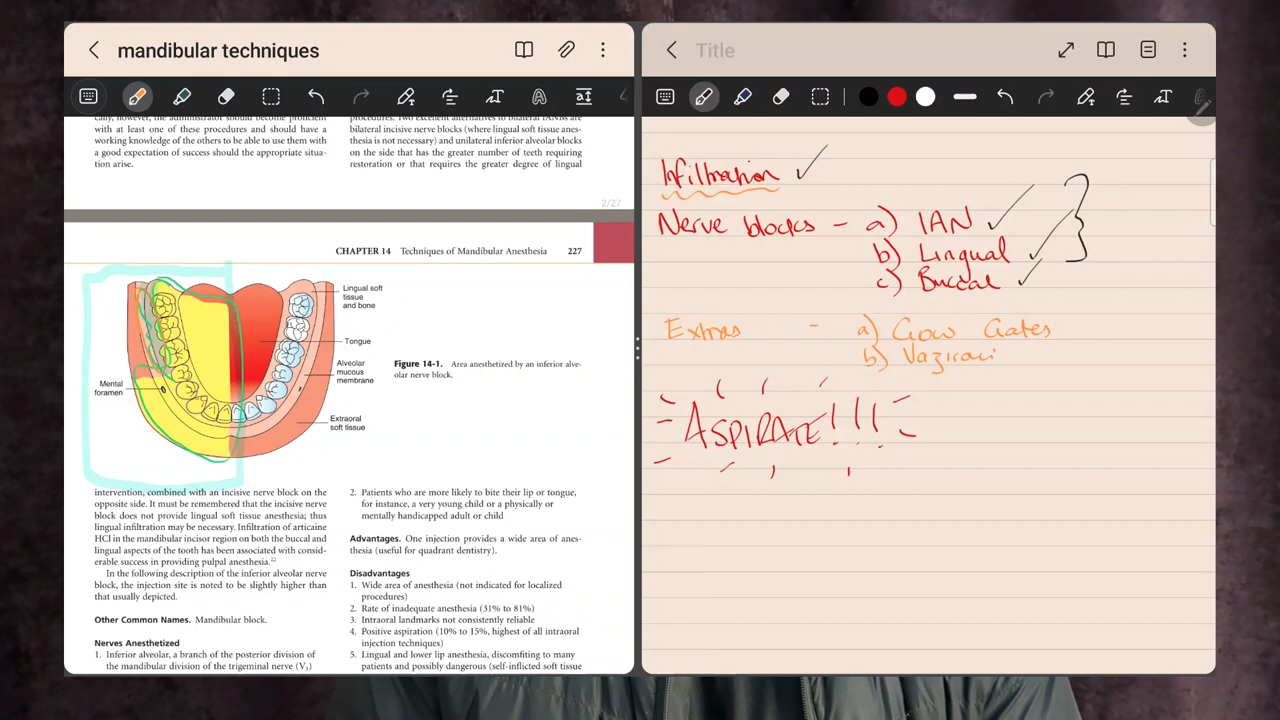 mandibular techniques
cally, however, the administrator should become proficient
with at least one of these procedures and should have a
working knowledge of the others to be able to use them with
a good expectation of success should the appropriate situa-
tion arise.
procedures. Two excellent alternatives to bilateral IANBs are
bilateral incisive nerve blocks (where lingual soft tissue anes-
thesia is not necessary) and unilateral inferior alveolar blocks
on the side that has the greater number of teeth requiring
restoration or that requires the greater degree of lingual
2/27
CHAPTER 14 Techniques of Mandibular Anesthesia 227
Lingual soft
tissue
and bone
Tongue
Alveolar
mucous
membrane
Extraoral
soft tissue
Mental
foramen
Figure 14-1. Area anesthetized by an inferior alve-
olar nerve block.
intervention, combined with an incisive nerve block on the
opposite side. It must be remembered that the incisive nerve
block does not provide lingual soft tissue anesthesia; thus
lingual infiltration may be necessary. Infiltration of articaine
HCl in the mandibular incisor region on both the buccal and
lingual aspects of the tooth has been associated with consid-
erable success in providing pulpal anesthesia.22
In the following description of the inferior alveolar nerve
block, the injection site is noted to be slightly higher than
that usually depicted.
Other Common Names. Mandibular block.
Nerves Anesthetized
1. Inferior alveolar, a branch of the posterior division of
the mandibular division of the trigeminal nerve (V3)
2. Patients who are more likely to bite their lip or tongue,
for instance, a very young child or a physically or
mentally handicapped adult or child
Advantages. One injection provides a wide area of anes-
thesia (useful for quadrant dentistry).
Disadvantages
1. Wide area of anesthesia (not indicated for localized
procedures)
2. Rate of inadequate anesthesia (31% to 81%)
3. Intraoral landmarks not consistently reliable
4. Positive aspiration (10% to 15%, highest of all intraoral
injection techniques)
5. Lingual and lower lip anesthesia, discomfiting to many
patients and possibly dangerous (self-inflicted soft tissue
Title
Infiltration
Nerve blocks - a) IAN
b) Lingual
c) Buccal
Extras - a) Gow Gates
b) Vazirani
ASPIRATE!!!